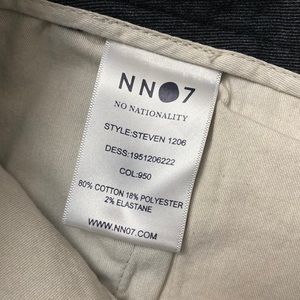 NN07
NO NATIONALITY
STYLE:STEVEN 1206
DESS:1951206222
COL:950
80% COTTON 18% POLYESTER
2% ELASTANE
WWW.NN07.COM